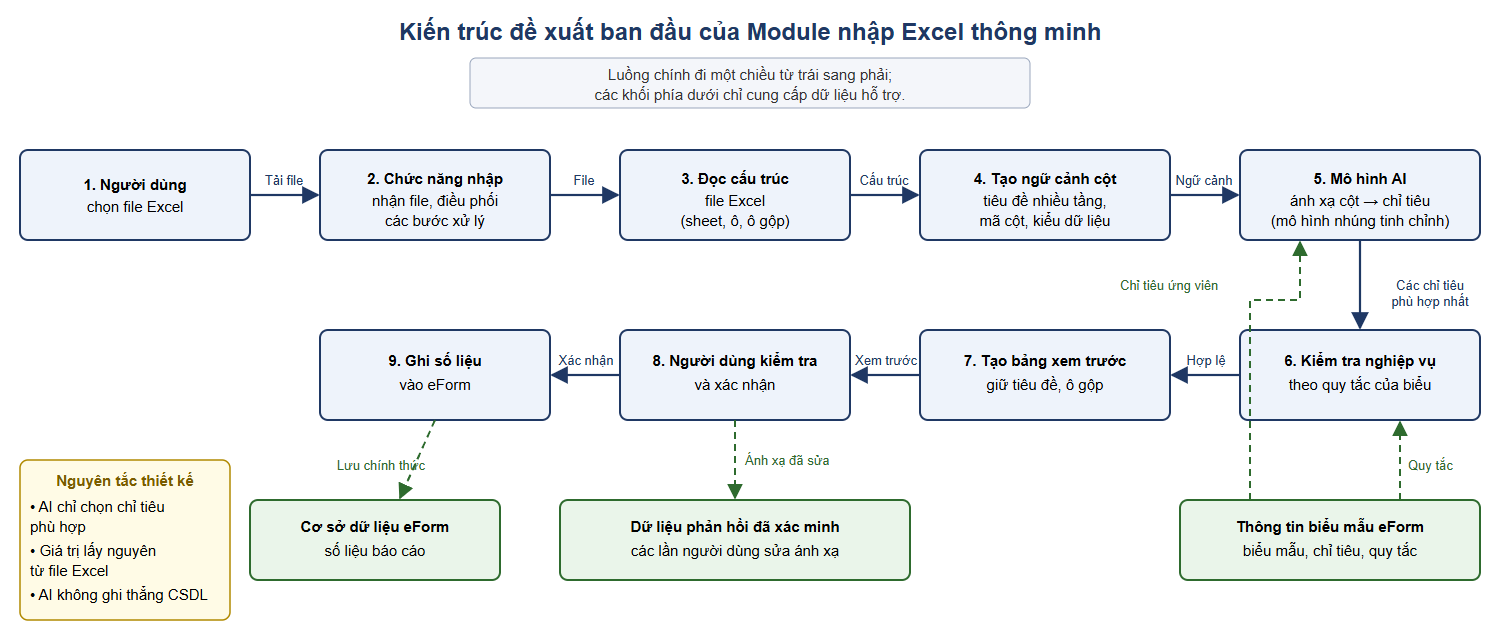 Kiến trúc đề xuất ban đầu của Module nhập Excel thông minh
Luồng chính đi một chiều từ trái sang phải;
các khối phía dưới chỉ cung cấp dữ liệu hỗ trợ.
1. Người dùng
chọn file Excel
Tải file
2. Chức năng nhập
nhận file, điều phối
các bước xử lý
File
3. Đọc cấu trúc
file Excel
(sheet, ô, ô gộp)
Cấu trúc
4. Tạo ngữ cảnh cột
tiêu đề nhiều tầng,
mã cột, kiểu dữ liệu
Ngữ cảnh
5. Mô hình AI
ánh xạ cột → chỉ tiêu
(mô hình nhúng tinh chỉnh)
Chỉ tiêu ứng viên
Các chỉ tiêu
phù hợp nhất
9. Ghi số liệu
vào eForm
Xác nhận
8. Người dùng kiểm tra
và xác nhận
Xem trước
7. Tạo bảng xem trước
giữ tiêu đề, ô gộp
Hợp lệ
6. Kiểm tra nghiệp vụ
theo quy tắc của biểu
Lưu chính thức
Ánh xạ đã sửa
Quy tắc
Nguyên tắc thiết kế
• AI chỉ chọn chỉ tiêu
phù hợp
• Giá trị lấy nguyên
từ file Excel
• AI không ghi thẳng CSDL
Cơ sở dữ liệu eForm
số liệu báo cáo
Dữ liệu phản hồi đã xác minh
các lần người dùng sửa ánh xạ
Thông tin biểu mẫu eForm
biểu mẫu, chỉ tiêu, quy tắc